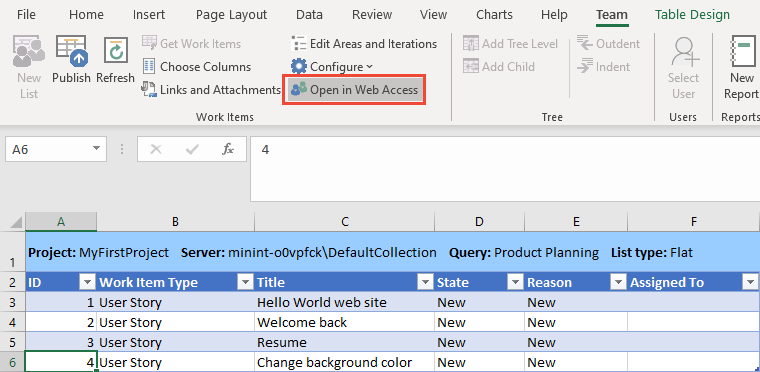 File Home Insert Page Layout Data Review View Charts Help Team Table Design
New List
Publish
Refresh
Get Work Items
Choose Columns
Links and Attachments
Edit Areas and Iterations
Configure
Open in Web Access
Work Items
Add Tree Level
Add Child
Outdent
Indent
Tree
Select User
Users
New Report
Reports
A6 fx 4
A B C D E F
1 Project: MyFirstProject Server: minint-o0vpfck\DefaultCollection Query: Product Planning List type: Flat
2 ID Work Item Type Title State Reason Assigned To
3 1 User Story Hello World web site New New
4 2 User Story Welcome back New New
5 3 User Story Resume New New
6 4 User Story Change background color New New